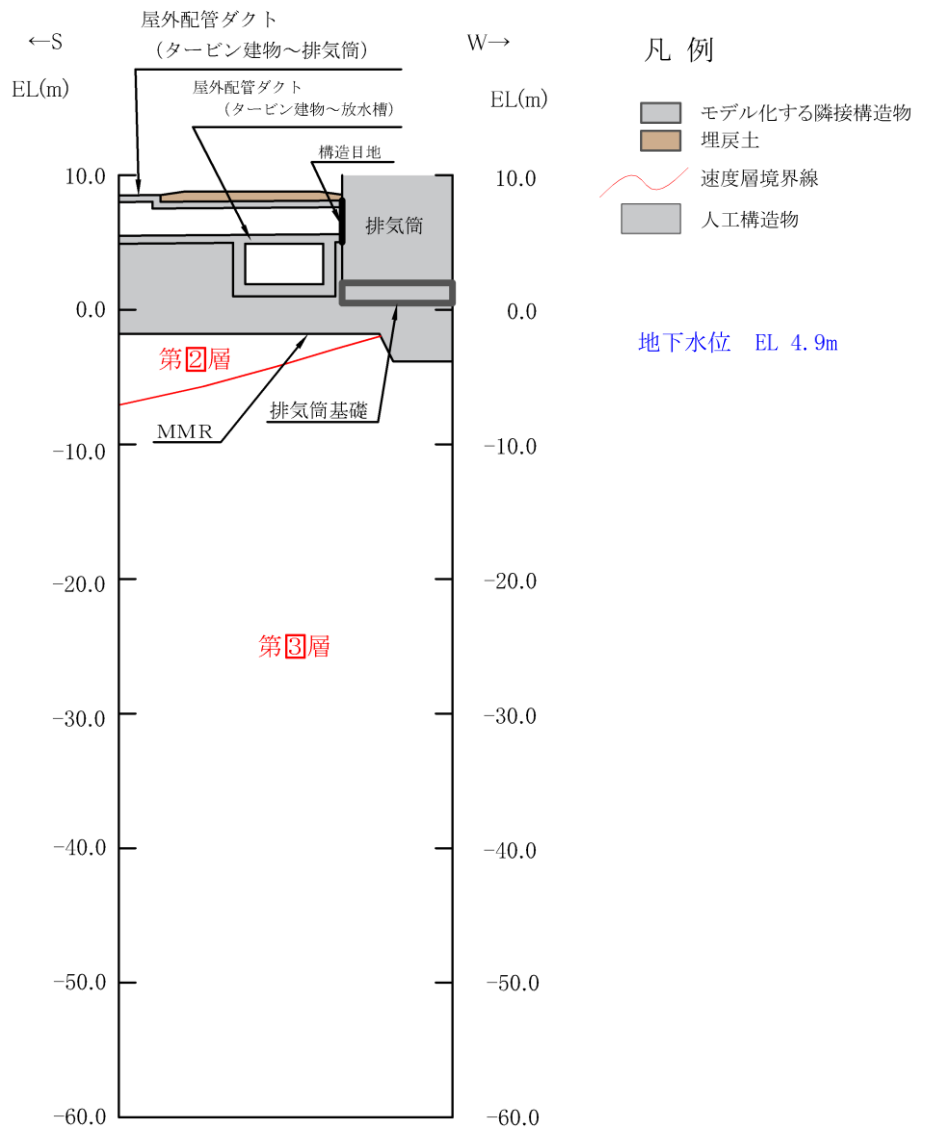 ←S
屋外配管ダクト
(タービン建物～排気筒)
EL(m)
屋外配管ダクト
(タービン建物～放水槽)
構造目地
W→
EL(m)
凡 例
モデル化する隣接構造物
埋戻土
速度層境界線
人工構造物
地下水位 EL 4.9m
排気筒
第2層
排気筒基礎
MMR
第3層
10.0
0.0
-10.0
-20.0
-30.0
-40.0
-50.0
-60.0
10.0
0.0
-10.0
-20.0
-30.0
-40.0
-50.0
-60.0